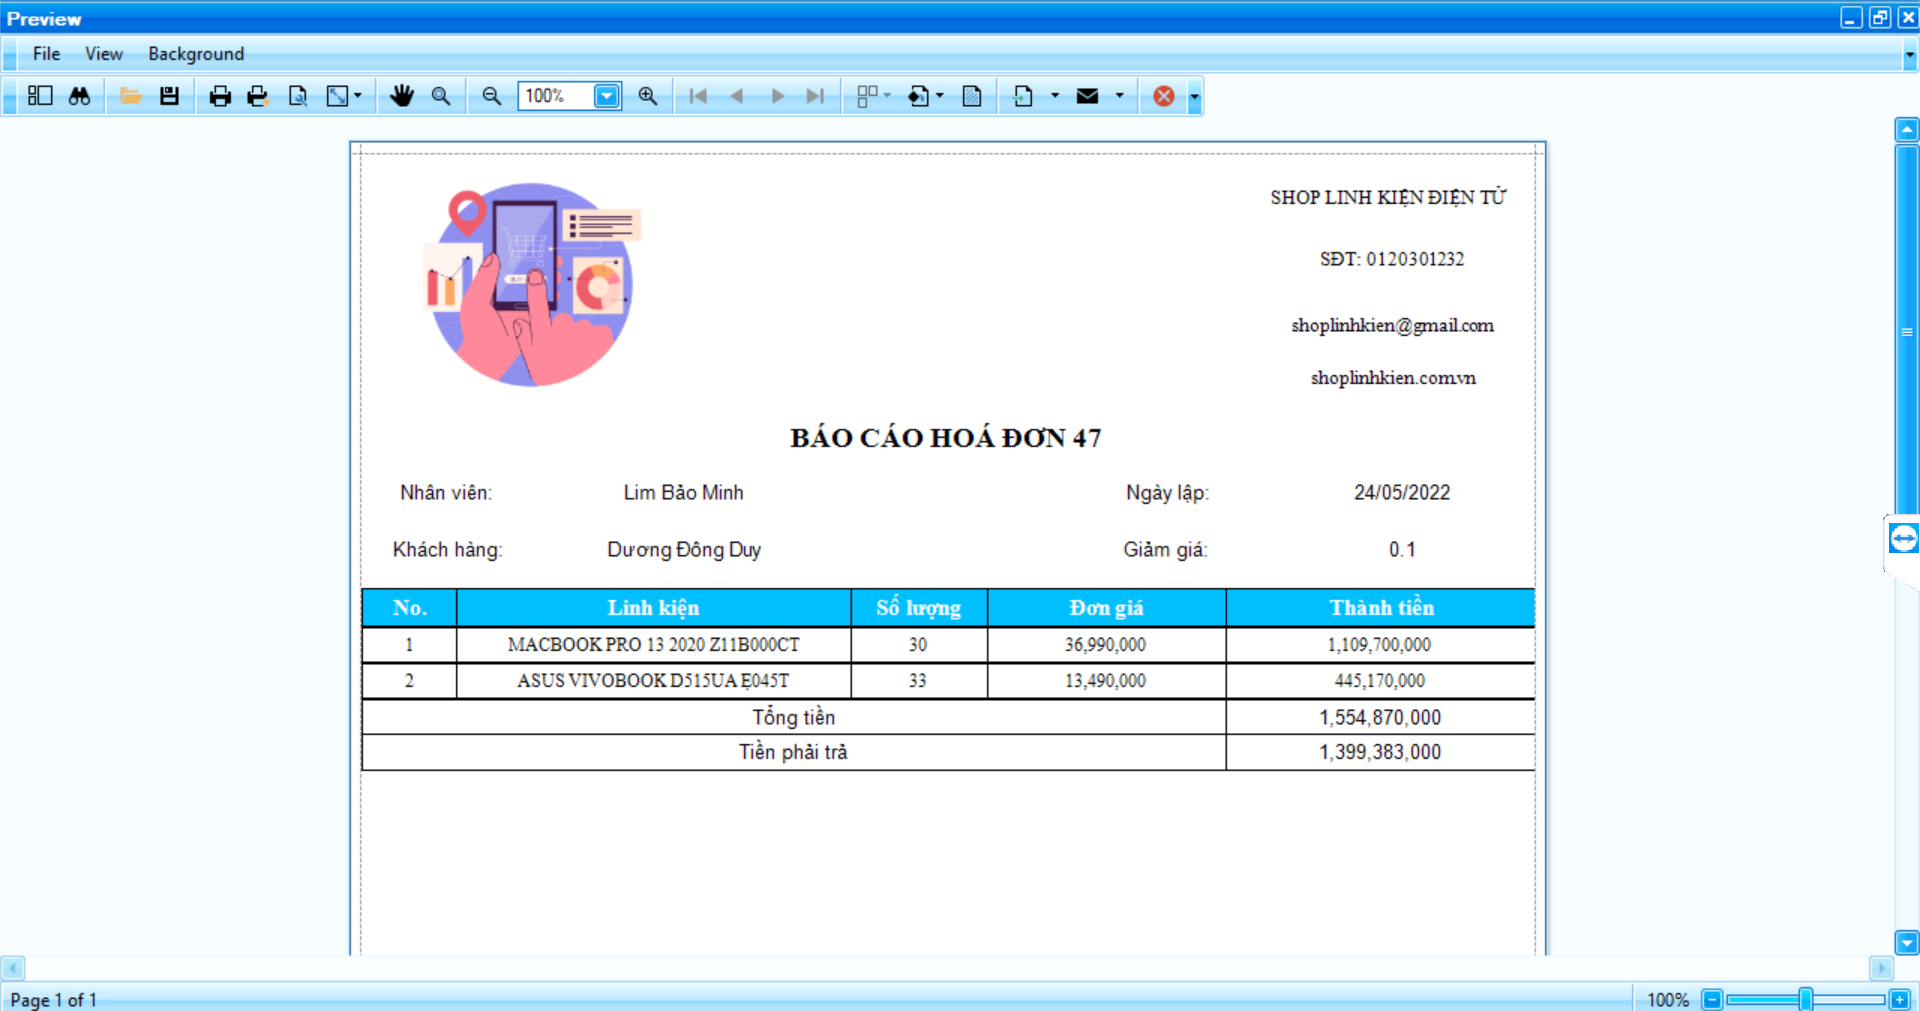 Preview
File View Background
100%
SHOP LINH KIỆN ĐIỆN TỬ
SĐT: 0120301232
shoplinhkien@gmail.com
shoplinhkien.com.vn
BÁO CÁO HOÁ ĐƠN 47
Nhân viên: Lim Bảo Minh Ngày lập: 24/05/2022
Khách hàng: Dương Đông Duy Giảm giá: 0.1
No. Linh kiện Số lượng Đơn giá Thành tiền
1 MACBOOK PRO 13 2020 Z11B000CT 30 36,990,000 1,109,700,000
2 ASUS VIVOBOOK D515UA E045T 33 13,490,000 445,170,000
Tổng tiền 1,554,870,000
Tiền phải trả 1,399,383,000
Page 1 of 1 100%